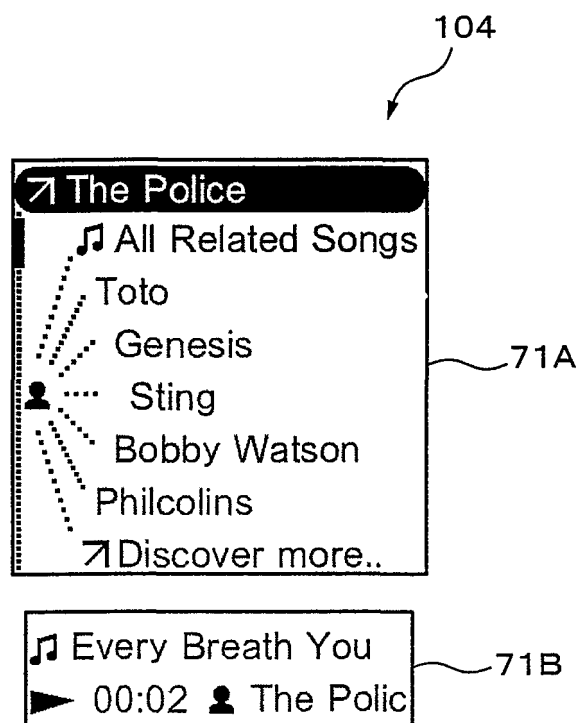 104
The Police
All Related Songs
Toto
Genesis
Sting
71A
Bobby Watson
Philcolins
Discover more..
Every Breath You
71B
00:02 The Polic